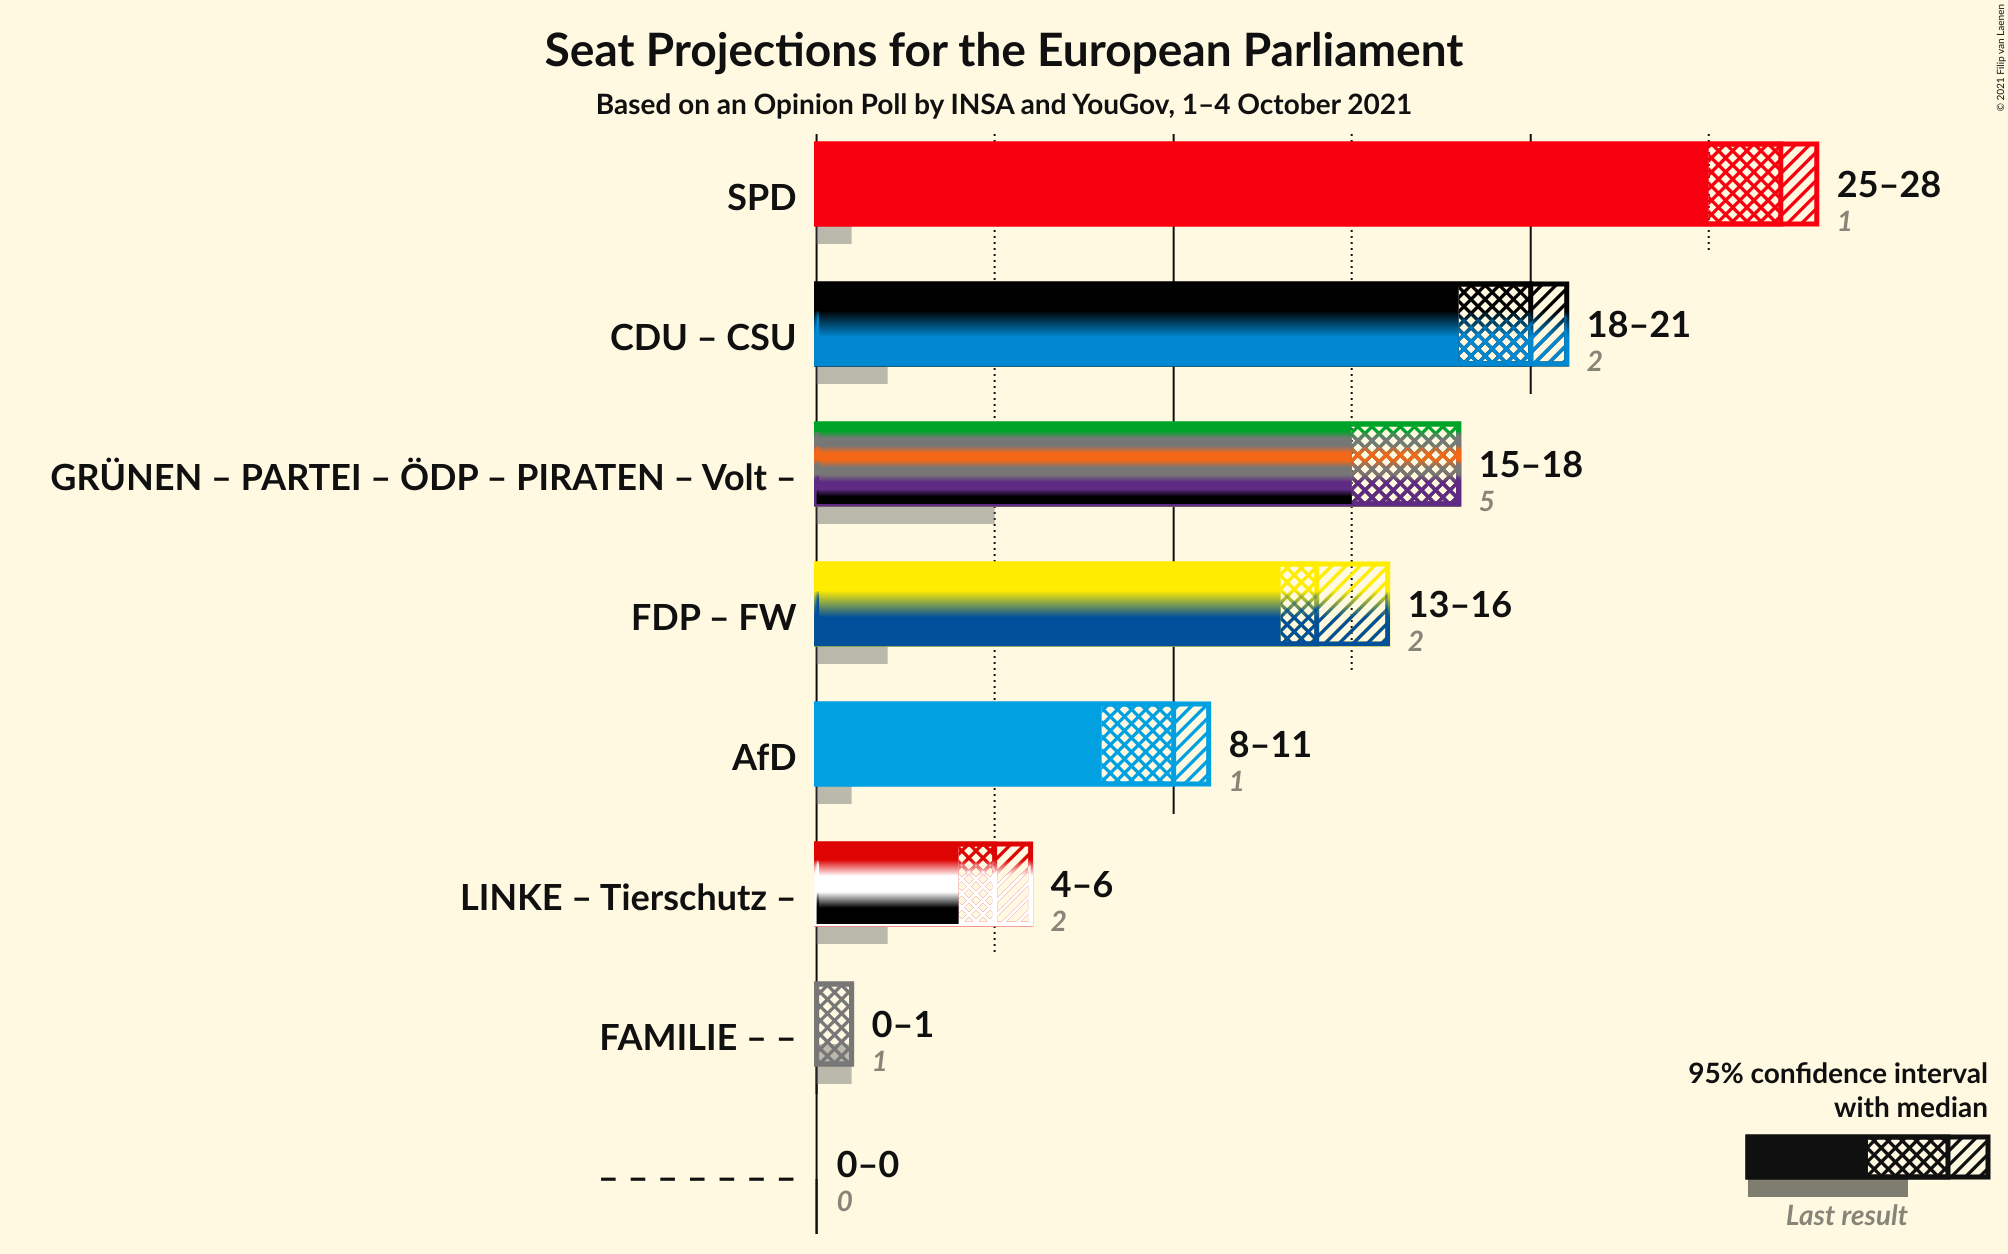 Seat Projections for the European Parliament
Based on an Opinion Poll by INSA and YouGov, 1–4 October 2021
© 2021 Filip van Laenen
SPD
25–28
1
CDU – CSU
18–21
2
GRÜNEN – PARTEI – ÖDP – PIRATEN – Volt –
15–18
5
FDP – FW
13–16
2
AfD
8–11
1
LINKE – Tierschutz –
4–6
2
FAMILIE – –
0–1
1
– – – – – – –
0–0
0
95% confidence interval
with median
Last result